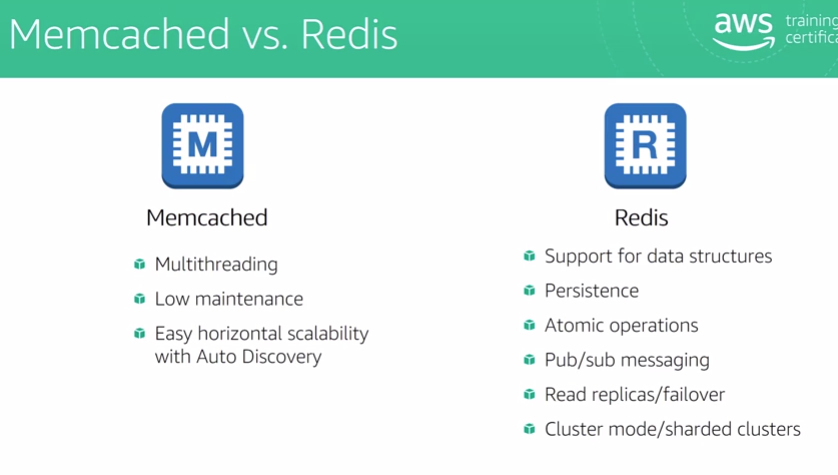 Memcached vs. Redis
aws
training
certifica
M
R
Memcached
Multithreading
Low maintenance
Easy horizontal scalability
with Auto Discovery
Redis
Support for data structures
Persistence
Atomic operations
Pub/sub messaging
Read replicas/failover
Cluster mode/sharded clusters